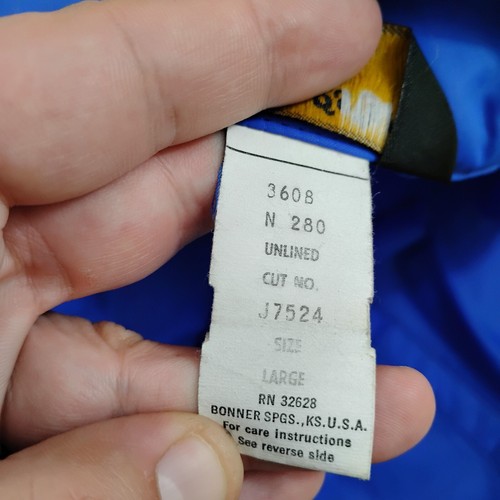 3608
N 280
UNLINED
CUT NO.
J7524
SIZE
LARGE
RN 32628
BONNER SPGS.,KS.U.S.A.
For care instructions
See reverse side